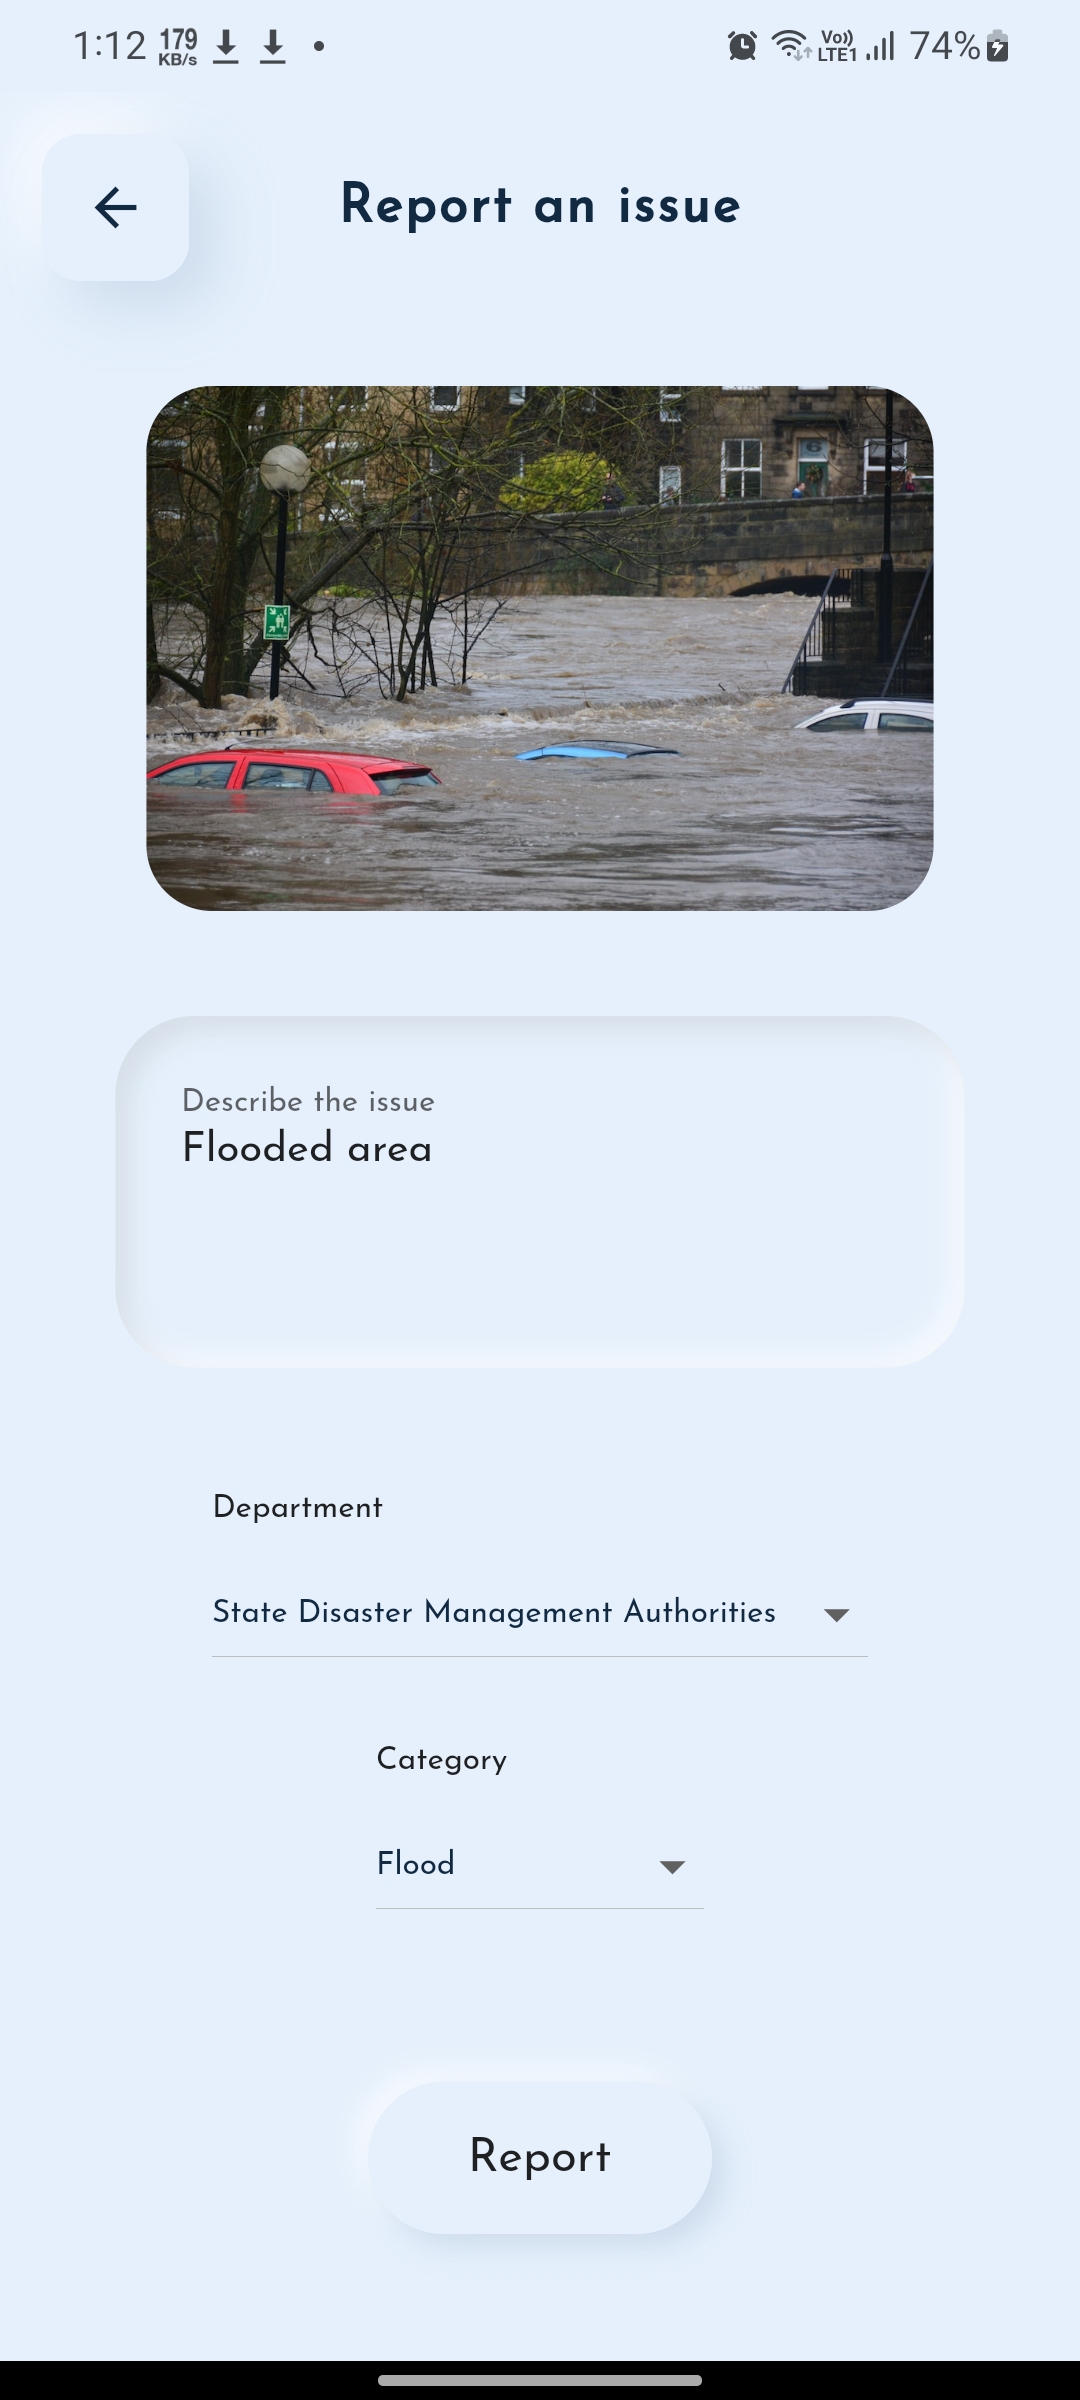 1:12 179 KB/s Vo)) LTE1 74%
Report an issue
6
Describe the issue
Flooded area
Department
State Disaster Management Authorities
Category
Flood
Report